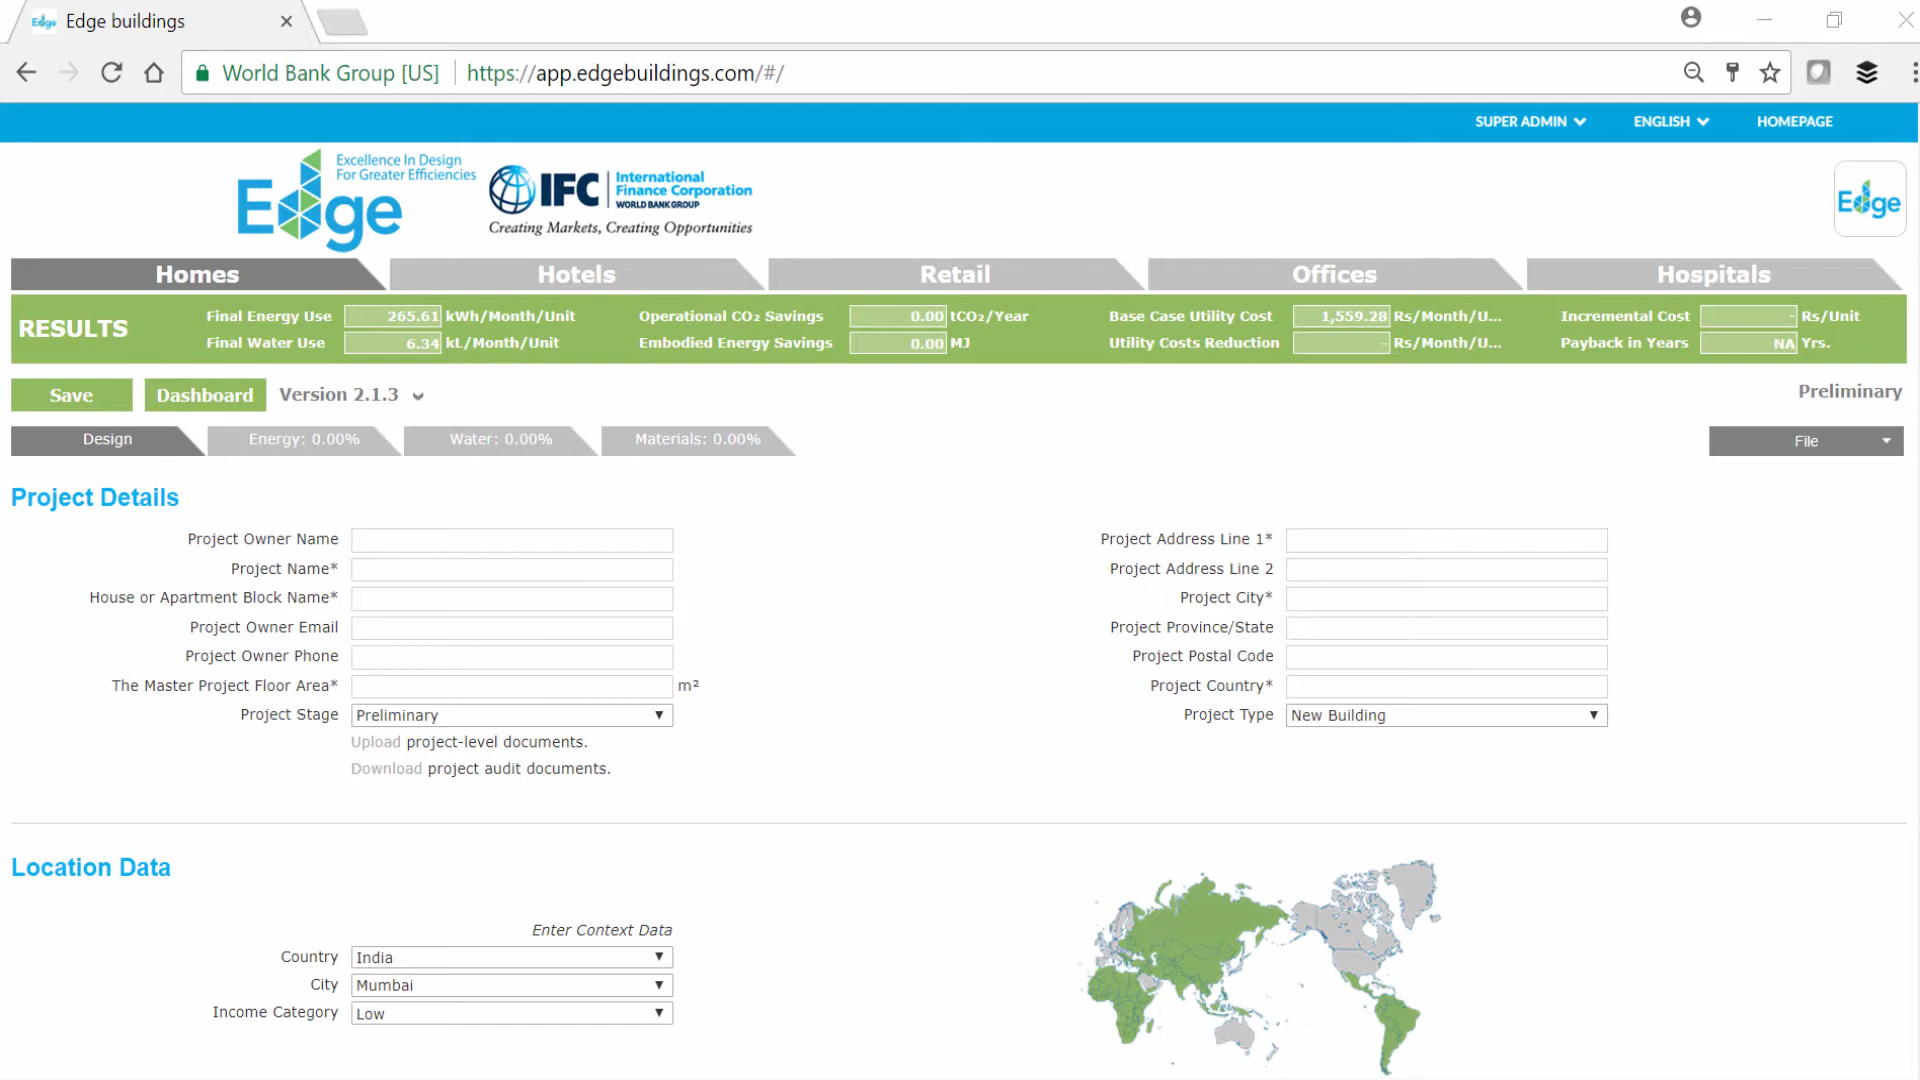 Edge Edge buildings
World Bank Group [US] https://app.edgebuildings.com/#/
SUPER ADMIN ENGLISH HOMEPAGE
Edge Excellence In Design For Greater Efficiencies
IFC International Finance Corporation WORLD BANK GROUP
Creating Markets, Creating Opportunities
Edge
Homes Hotels Retail Offices Hospitals
RESULTS
Final Energy Use 265.61 kWh/Month/Unit Operational CO₂ Savings 0.00 tCO₂/Year Base Case Utility Cost 1,559.28 Rs/Month/U... Incremental Cost - Rs/Unit
Final Water Use 6.34 kL/Month/Unit Embodied Energy Savings 0.00 MJ Utility Costs Reduction - Rs/Month/U... Payback in Years NA Yrs.
Save Dashboard Version 2.1.3 Preliminary
Design Energy: 0.00% Water: 0.00% Materials: 0.00% File
Project Details
Project Owner Name Project Address Line 1*
Project Name* Project Address Line 2
House or Apartment Block Name* Project City*
Project Owner Email Project Province/State
Project Owner Phone Project Postal Code
The Master Project Floor Area* m² Project Country*
Project Stage Preliminary Project Type New Building
Upload project-level documents.
Download project audit documents.
Location Data
Enter Context Data
Country India
City Mumbai
Income Category Low